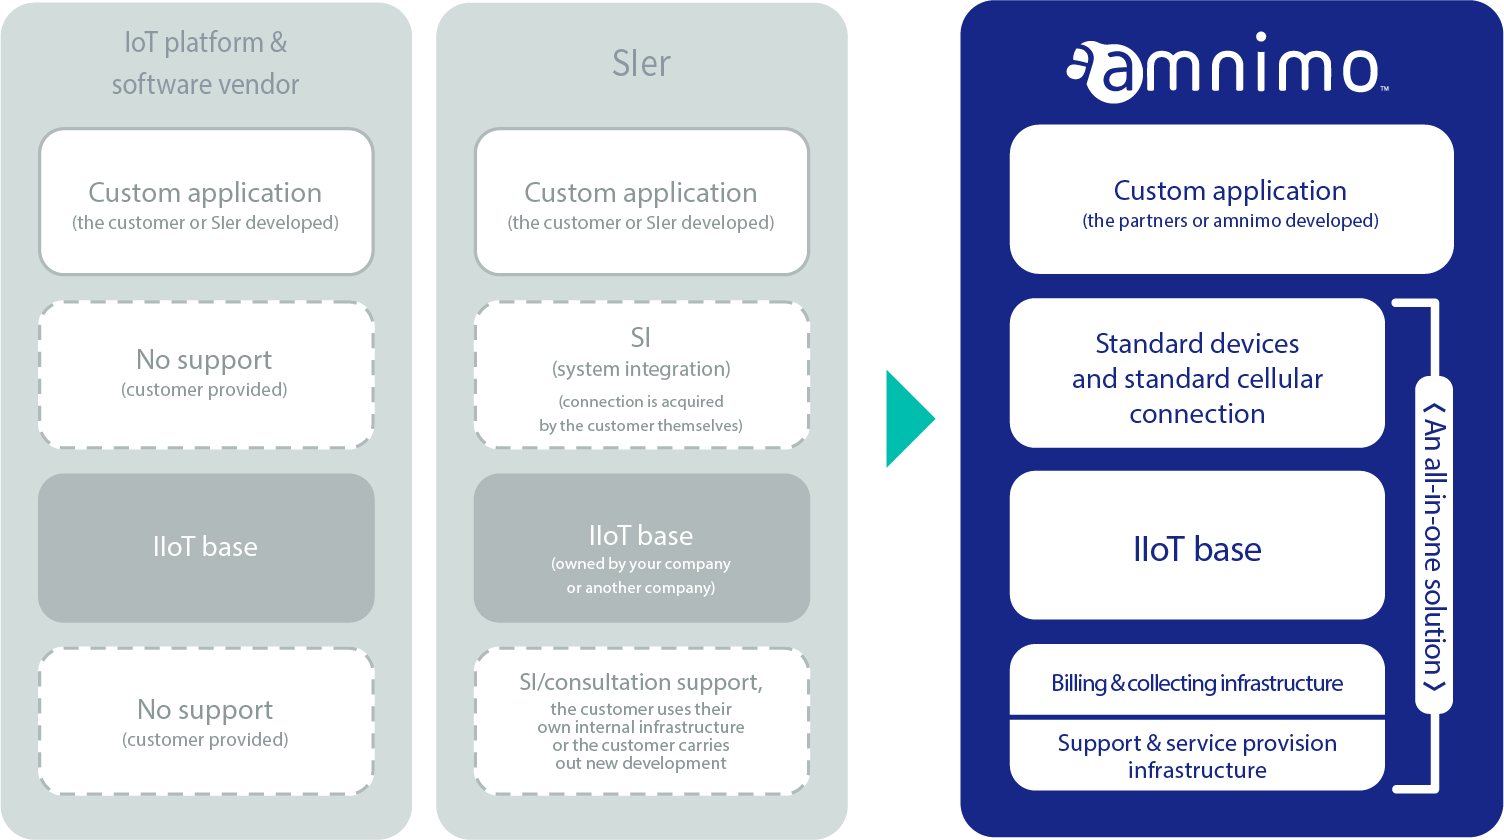 IoT platform &
software vendor
Custom application
(the customer or SIer developed)
No support
(customer provided)
IIoT base
No support
(customer provided)
SIer
Custom application
(the customer or SIer developed)
SI
(system integration)
(connection is acquired
by the customer themselves)
IIoT base
(owned by your company
or another company)
SI/consultation support,
the customer uses their
own internal infrastructure
or the customer carries
out new development
amnimo™
Custom application
(the partners or amnimo developed)
Standard devices
and standard cellular
connection
IIoT base
Billing & collecting infrastructure
Support & service provision
infrastructure
〈 An all-in-one solution 〉